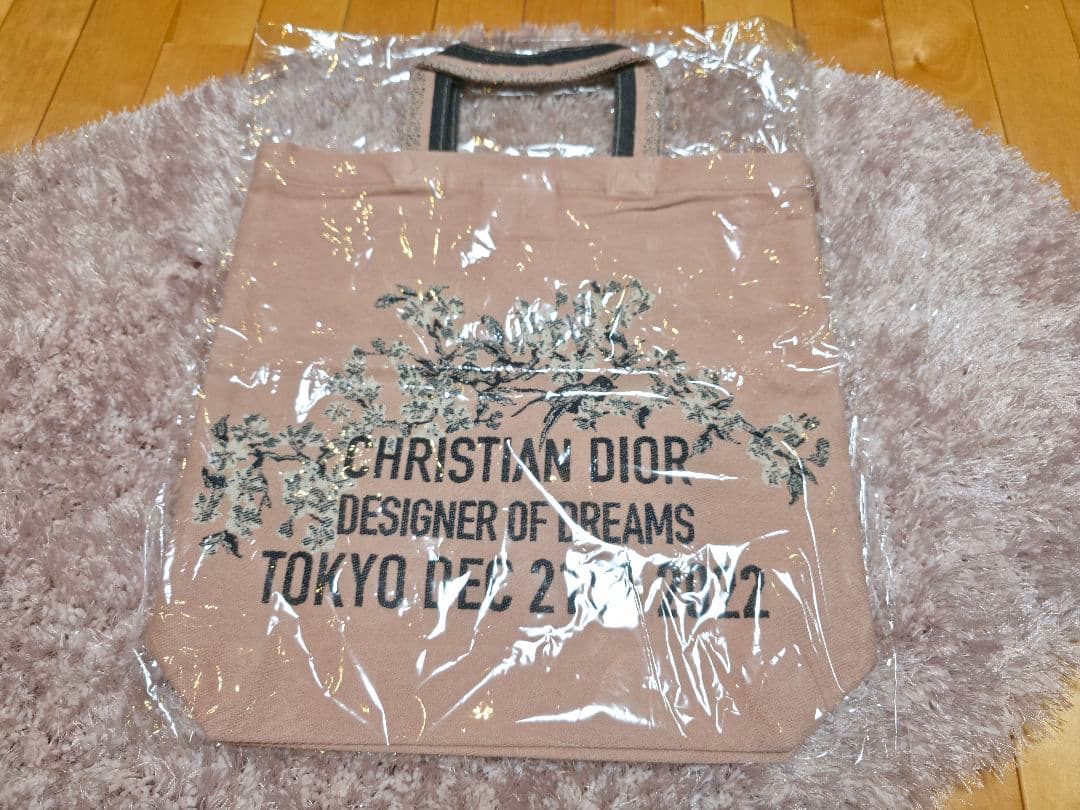 CHRISTIAN DIOR
DESIGNER OF DREAMS
TOKYO DEC 2022